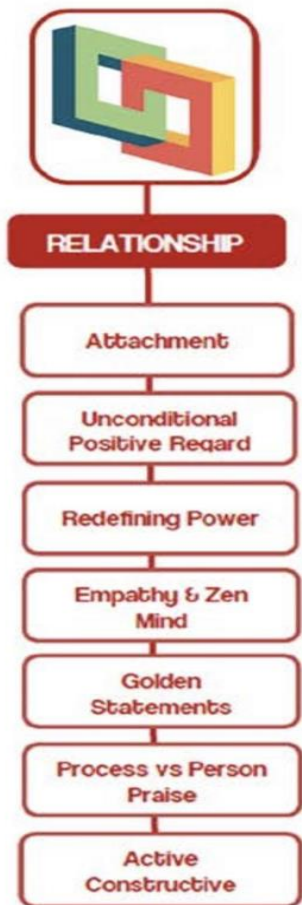 RELATIONSHIP
Attachment
Unconditional
Positive Regard
Redefining Power
Empathy & Zen
Mind
Golden
Statements
Process vs Person
Praise
Active
Constructive